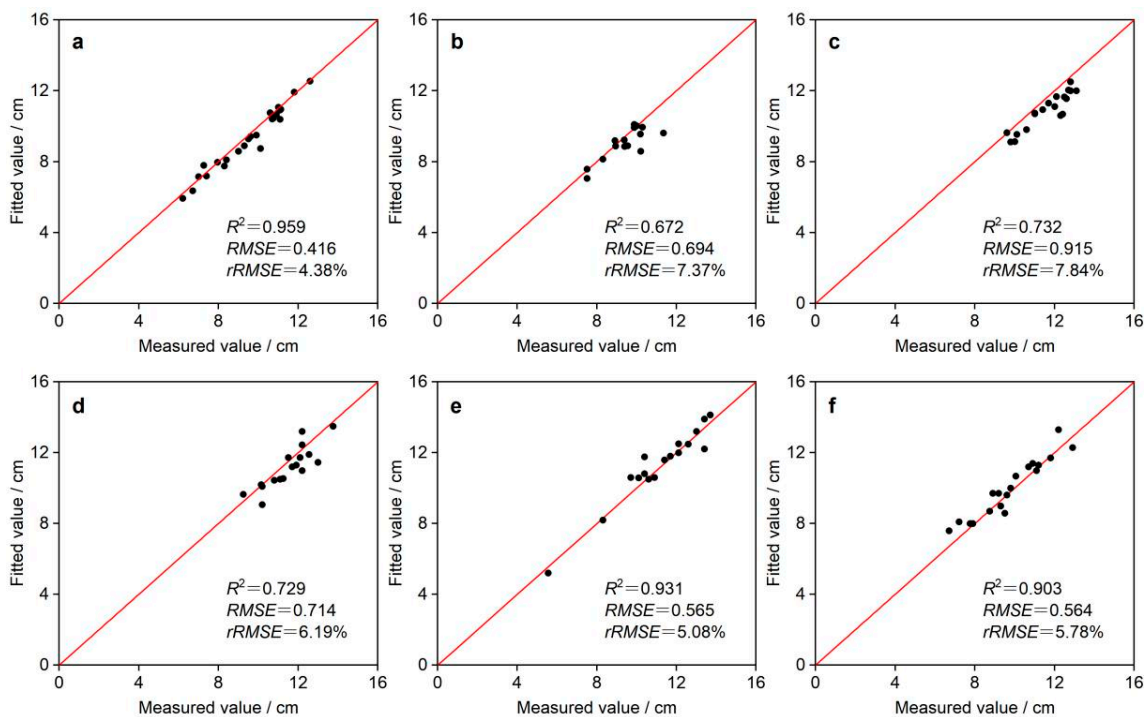 a
16
12
8
4
0
Fitted value / cm
R²=0.959
RMSE=0.416
rRMSE=4.38%
0 4 8 12 16
Measured value / cm
b
16
12
8
4
0
Fitted value / cm
R²=0.672
RMSE=0.694
rRMSE=7.37%
0 4 8 12 16
Measured value / cm
c
16
12
8
4
0
Fitted value / cm
R²=0.732
RMSE=0.915
rRMSE=7.84%
0 4 8 12 16
Measured value / cm
d
16
12
8
4
0
Fitted value / cm
R²=0.729
RMSE=0.714
rRMSE=6.19%
0 4 8 12 16
Measured value / cm
e
16
12
8
4
0
Fitted value / cm
R²=0.931
RMSE=0.565
rRMSE=5.08%
0 4 8 12 16
Measured value / cm
f
16
12
8
4
0
Fitted value / cm
R²=0.903
RMSE=0.564
rRMSE=5.78%
0 4 8 12 16
Measured value / cm